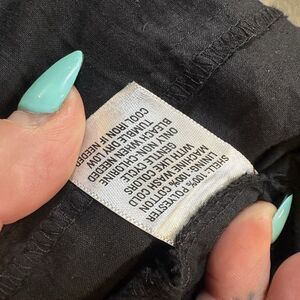 SHELL: 100% POLYESTER
LINING: 100% COTTON
MACHINE WASH COLD
WITH LIKE COLORS
GENTLE CYCLE
ONLY NON-CHLORINE
BLEACH WHEN NEEDED
TUMBLE DRY LOW
COOL IRON IF NEEDED